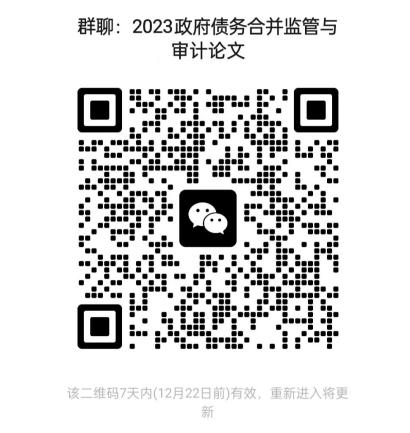 群聊：2023政府债务合并监管与
审计论文
该二维码7天内(12月22日前)有效，重新进入将更
新